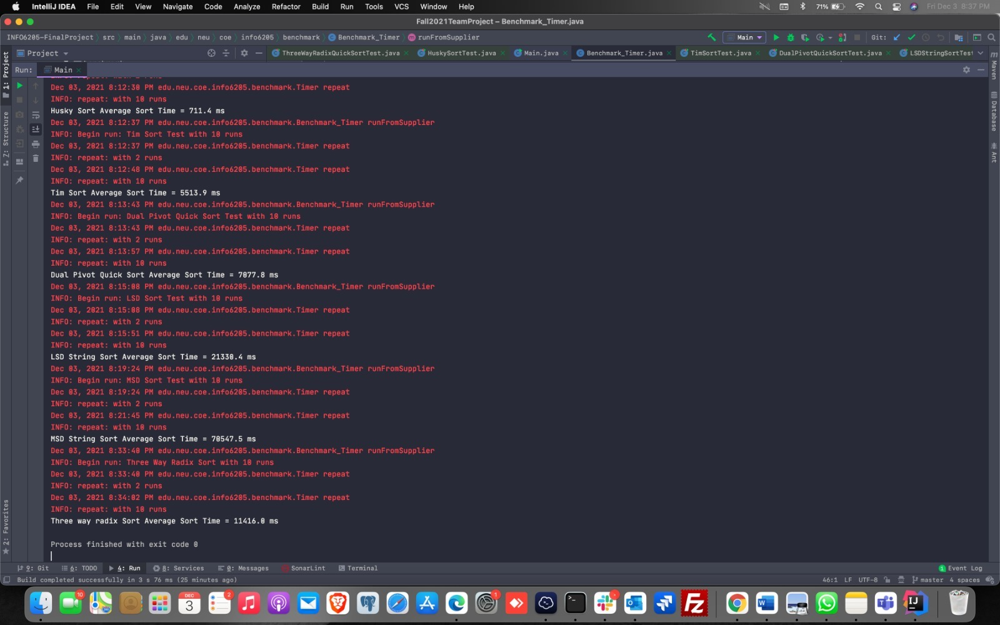 IntelliJ IDEA File Edit View Navigate Code Analyze Refactor Build Run Tools VCS Window Help 71% Fri Dec 3 8:37 PM
Fall2021TeamProject – Benchmark_Timer.java
INFO6205-FinalProject src main java edu neu coe info6205 benchmark Benchmark_Timer runFromSupplier Main Git:
Project ThreeWayRadixQuickSortTest.java HuskySortTest.java Main.java Benchmark_Timer.java TimSortTest.java DualPivotQuickSortTest.java LSDStringSortTest
Run: Main
1: Project
Z: Structure
2: Favorites
Maven
Database
Ant
Dec 03, 2021 8:12:30 PM edu.neu.coe.info6205.benchmark.Timer repeat
INFO: repeat: with 10 runs
Husky Sort Average Sort Time = 711.4 ms
Dec 03, 2021 8:12:37 PM edu.neu.coe.info6205.benchmark.Benchmark_Timer runFromSupplier
INFO: Begin run: Tim Sort Test with 10 runs
Dec 03, 2021 8:12:37 PM edu.neu.coe.info6205.benchmark.Timer repeat
INFO: repeat: with 2 runs
Dec 03, 2021 8:12:48 PM edu.neu.coe.info6205.benchmark.Timer repeat
INFO: repeat: with 10 runs
Tim Sort Average Sort Time = 5513.9 ms
Dec 03, 2021 8:13:43 PM edu.neu.coe.info6205.benchmark.Benchmark_Timer runFromSupplier
INFO: Begin run: Dual Pivot Quick Sort Test with 10 runs
Dec 03, 2021 8:13:43 PM edu.neu.coe.info6205.benchmark.Timer repeat
INFO: repeat: with 2 runs
Dec 03, 2021 8:13:57 PM edu.neu.coe.info6205.benchmark.Timer repeat
INFO: repeat: with 10 runs
Dual Pivot Quick Sort Average Sort Time = 7077.8 ms
Dec 03, 2021 8:15:08 PM edu.neu.coe.info6205.benchmark.Benchmark_Timer runFromSupplier
INFO: Begin run: LSD Sort Test with 10 runs
Dec 03, 2021 8:15:08 PM edu.neu.coe.info6205.benchmark.Timer repeat
INFO: repeat: with 2 runs
Dec 03, 2021 8:15:51 PM edu.neu.coe.info6205.benchmark.Timer repeat
INFO: repeat: with 10 runs
LSD String Sort Average Sort Time = 21330.4 ms
Dec 03, 2021 8:19:24 PM edu.neu.coe.info6205.benchmark.Benchmark_Timer runFromSupplier
INFO: Begin run: MSD Sort Test with 10 runs
Dec 03, 2021 8:19:24 PM edu.neu.coe.info6205.benchmark.Timer repeat
INFO: repeat: with 2 runs
Dec 03, 2021 8:21:45 PM edu.neu.coe.info6205.benchmark.Timer repeat
INFO: repeat: with 10 runs
MSD String Sort Average Sort Time = 70547.5 ms
Dec 03, 2021 8:33:40 PM edu.neu.coe.info6205.benchmark.Benchmark_Timer runFromSupplier
INFO: Begin run: Three Way Radix Sort with 10 runs
Dec 03, 2021 8:33:40 PM edu.neu.coe.info6205.benchmark.Timer repeat
INFO: repeat: with 2 runs
Dec 03, 2021 8:34:02 PM edu.neu.coe.info6205.benchmark.Timer repeat
INFO: repeat: with 10 runs
Three way radix Sort Average Sort Time = 11416.0 ms
Process finished with exit code 0
9: Git 6: TODO 4: Run 8: Services 0: Messages SonarLint Terminal 1 Event Log
Build completed successfully in 3 s 76 ms (25 minutes ago) 46:1 LF UTF-8 master 4 spaces
10 DEC 3 2 1 FZ W IJ